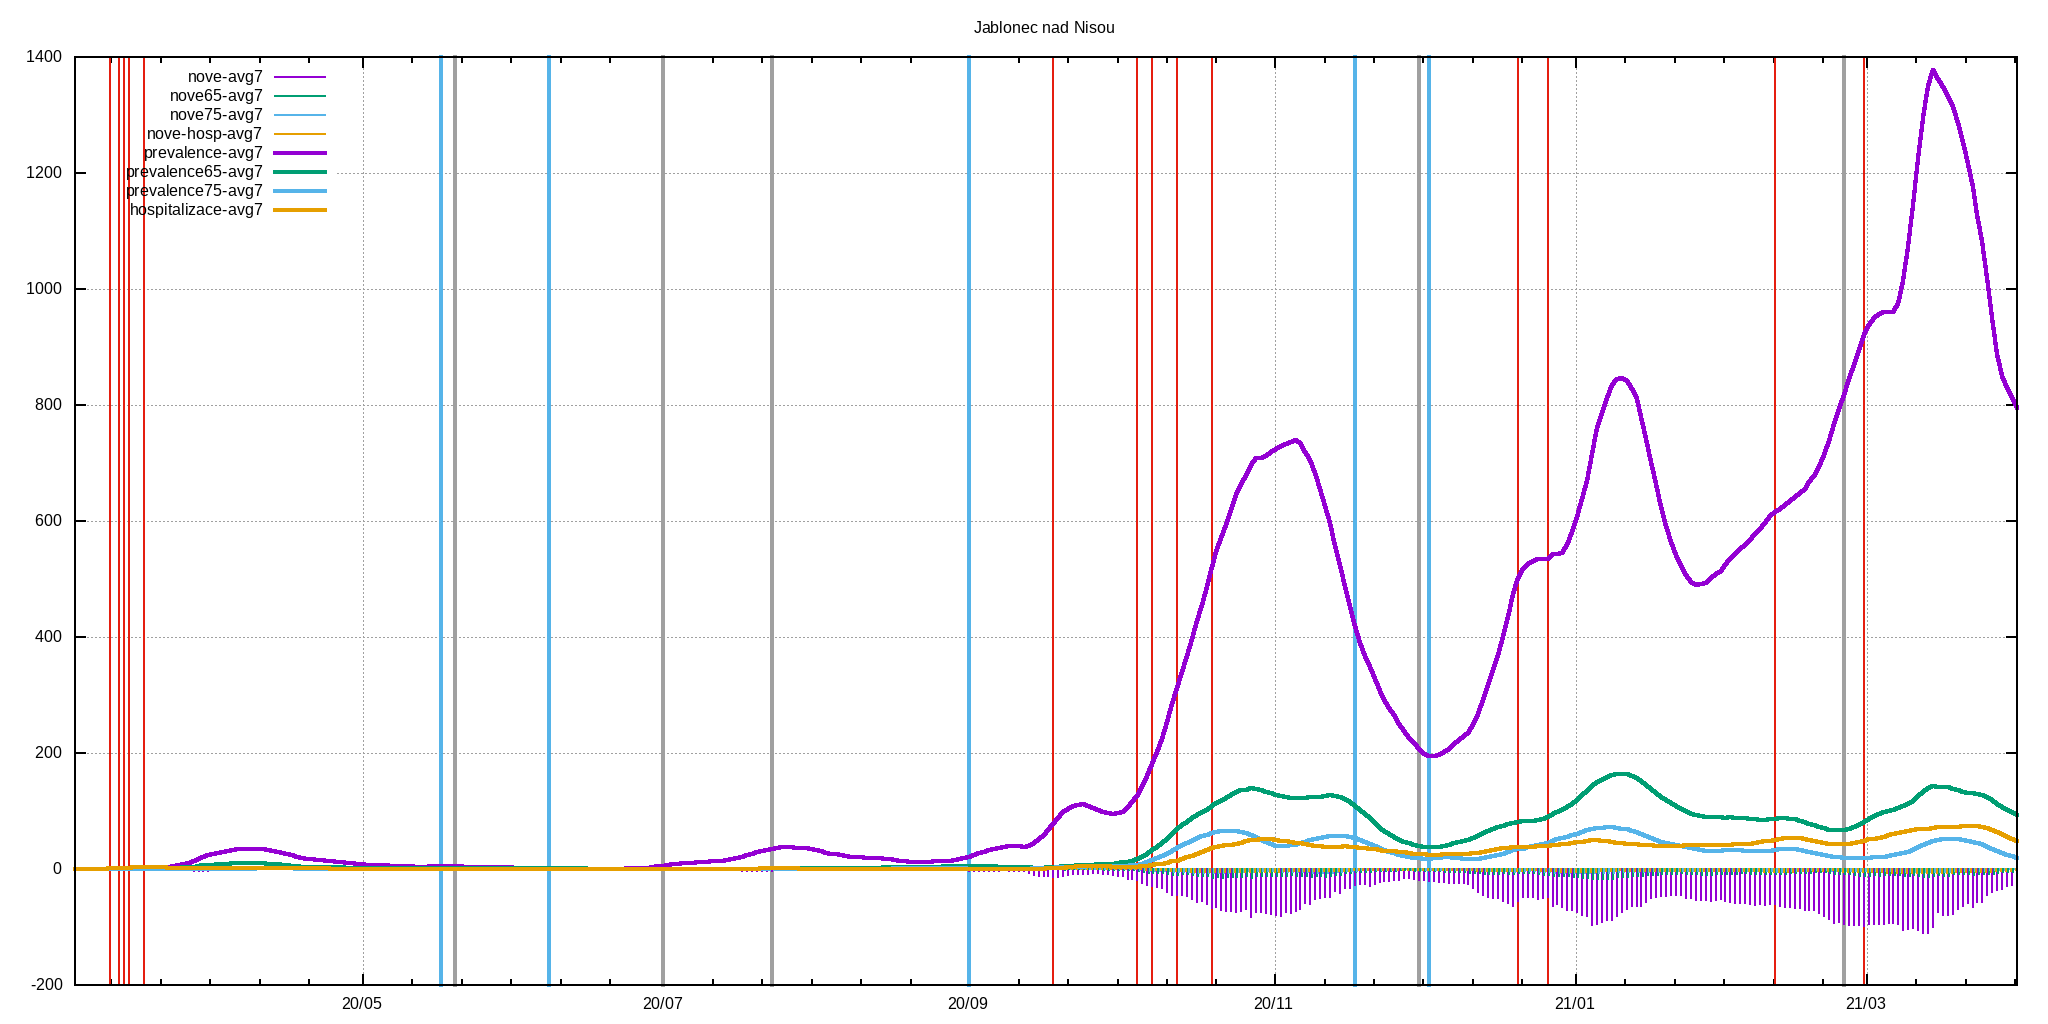 Jablonec nad Nisou
1400
1200
1000
800
600
400
200
0
-200
nove-avg7
nove65-avg7
nove75-avg7
nove-hosp-avg7
prevalence-avg7
prevalence65-avg7
prevalence75-avg7
hospitalizace-avg7
20/05 20/07 20/09 20/11 21/01 21/03